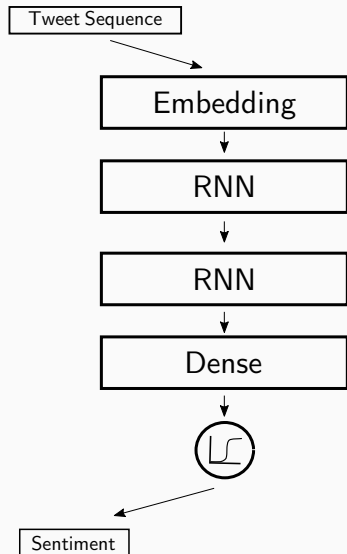 Tweet Sequence
Embedding
RNN
RNN
Dense
Sentiment